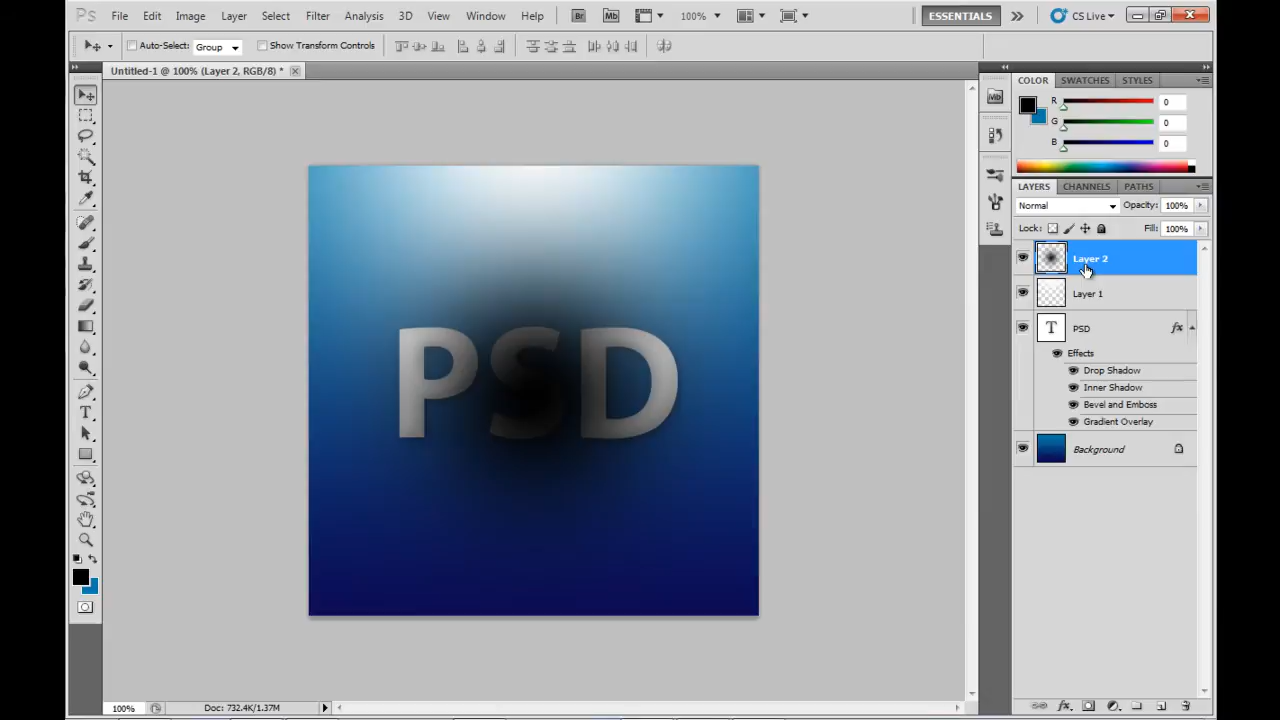 Ps File Edit Image Layer Select Filter Analysis 3D View Window Help Br Mb 100% ESSENTIALS CS Live
Auto-Select: Group Show Transform Controls
Untitled-1 @ 100% (Layer 2, RGB/8) *
COLOR SWATCHES STYLES
Mb
R 0
G 0
B 0
LAYERS CHANNELS PATHS
Normal Opacity: 100%
Lock: Fill: 100%
Layer 2
Layer 1
T PSD fx
Effects
Drop Shadow
Inner Shadow
Bevel and Emboss
Gradient Overlay
Background
PSD
T
100% Doc: 732.4K/1.37M
fx